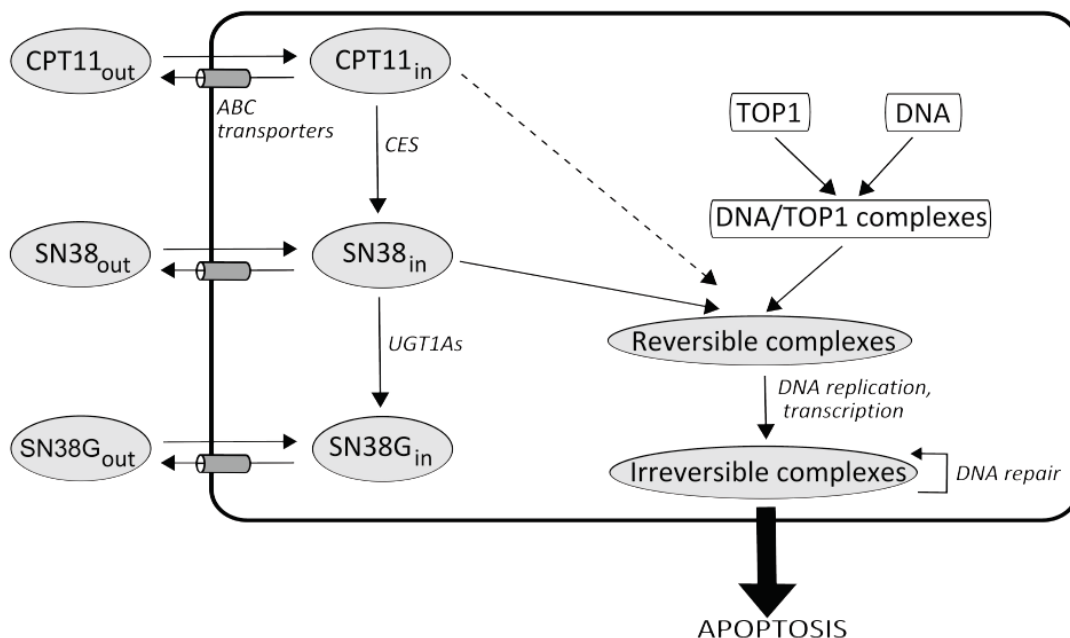 CPT11out
CPT11in
ABC
transporters
CES
TOP1
DNA
DNA/TOP1 complexes
SN38out
SN38in
UGT1As
Reversible complexes
DNA replication,
transcription
SN38Gout
SN38Gin
Irreversible complexes
DNA repair
APOPTOSIS